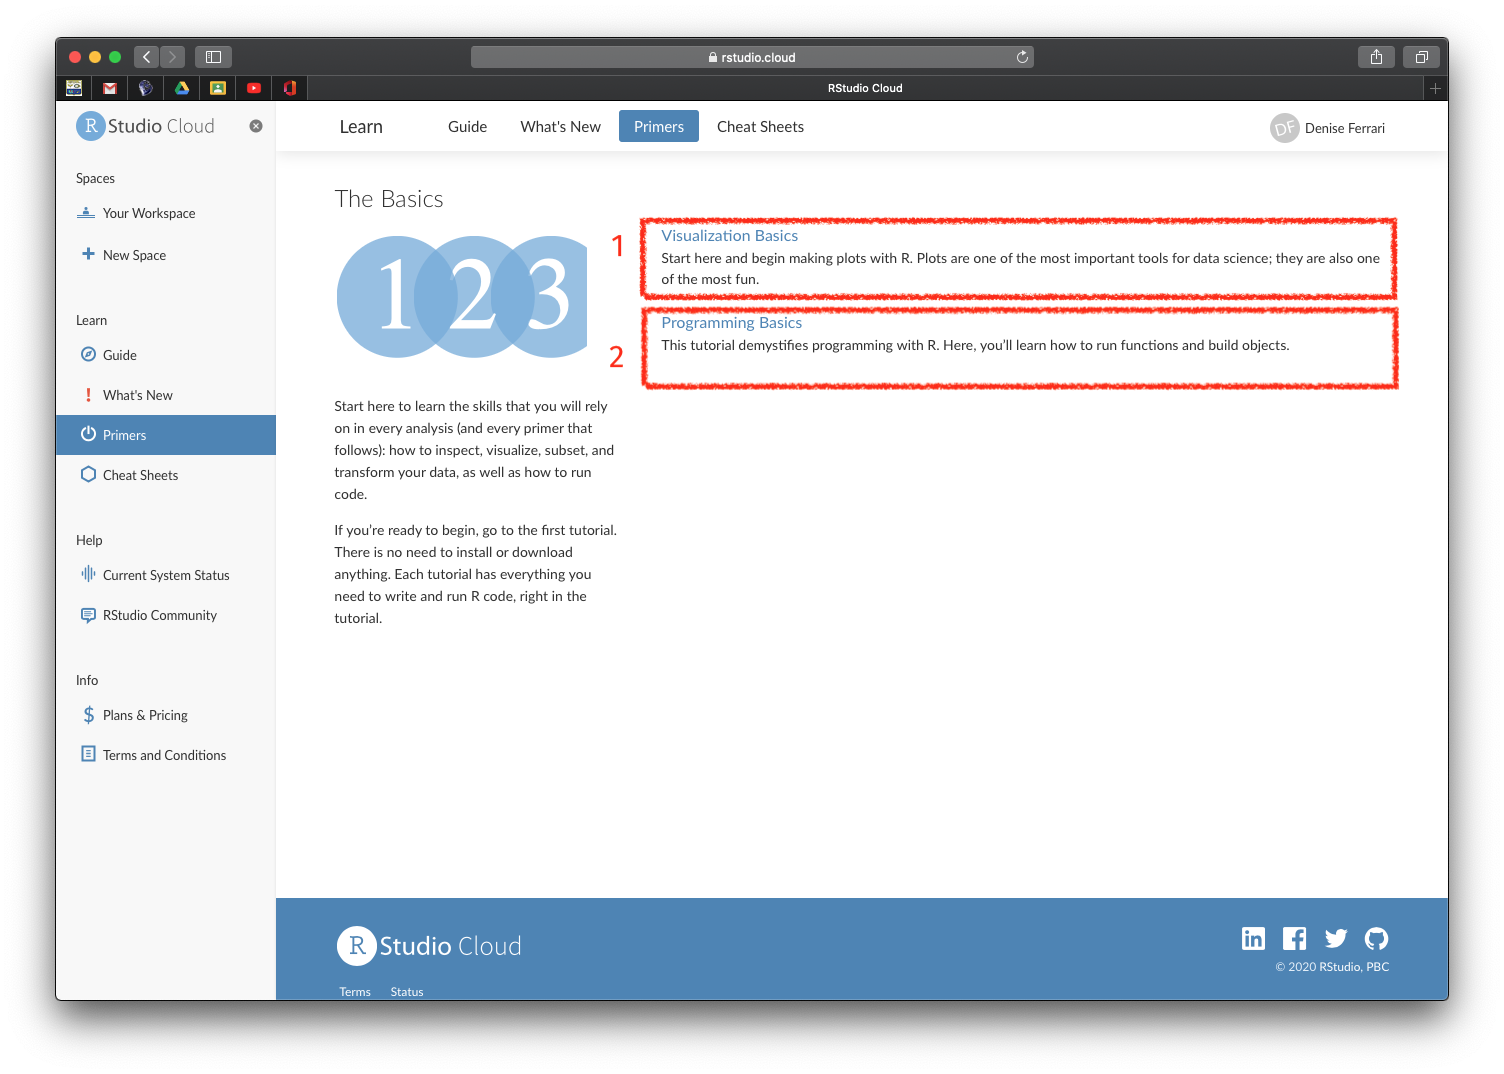 rstudio.cloud
RStudio Cloud
R Studio Cloud
Learn
Guide
What's New
Primers
Cheat Sheets
DF
Denise Ferrari
Spaces
Your Workspace
New Space
Learn
Guide
What's New
Primers
Cheat Sheets
Help
Current System Status
RStudio Community
Info
Plans & Pricing
Terms and Conditions
The Basics
1 2 3
Start here to learn the skills that you will rely
on in every analysis (and every primer that
follows): how to inspect, visualize, subset, and
transform your data, as well as how to run
code.
If you’re ready to begin, go to the first tutorial.
There is no need to install or download
anything. Each tutorial has everything you
need to write and run R code, right in the
tutorial.
1
Visualization Basics
Start here and begin making plots with R. Plots are one of the most important tools for data science; they are also one
of the most fun.
2
Programming Basics
This tutorial demystifies programming with R. Here, you’ll learn how to run functions and build objects.
R Studio Cloud
Terms
Status
© 2020 RStudio, PBC